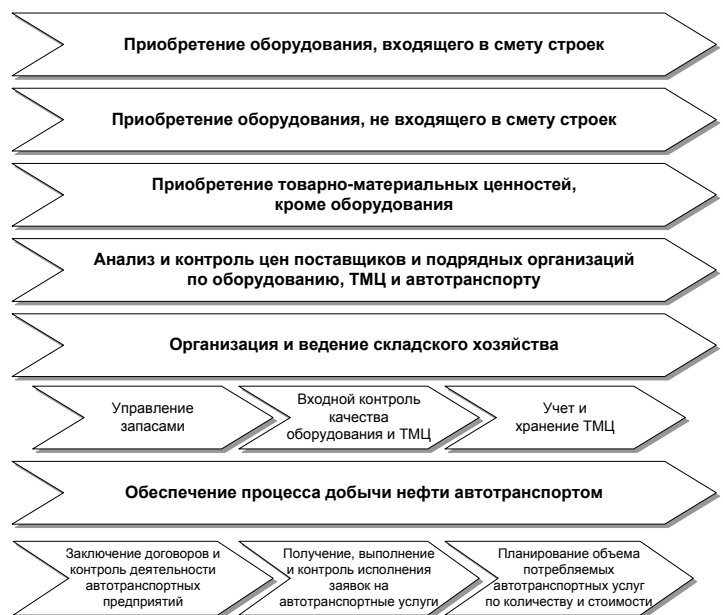 Приобретение оборудования, входящего в смету строек
Приобретение оборудования, не входящего в смету строек
Приобретение товарно-материальных ценностей,
кроме оборудования
Анализ и контроль цен поставщиков и подрядных организаций
по оборудованию, ТМЦ и автотранспорту
Организация и ведение складского хозяйства
Управление
запасами
Входной контроль
качества
оборудования и ТМЦ
Учет и
хранение ТМЦ
Обеспечение процесса добычи нефти автотранспортом
Заключение договоров и
контроль деятельности
автотранспортных
предприятий
Получение, выполнение
и контроль исполнения
заявок на
автотранспортные услуги
Планирование объема
потребляемых
автотранспортных услуг
по количеству и стоимости